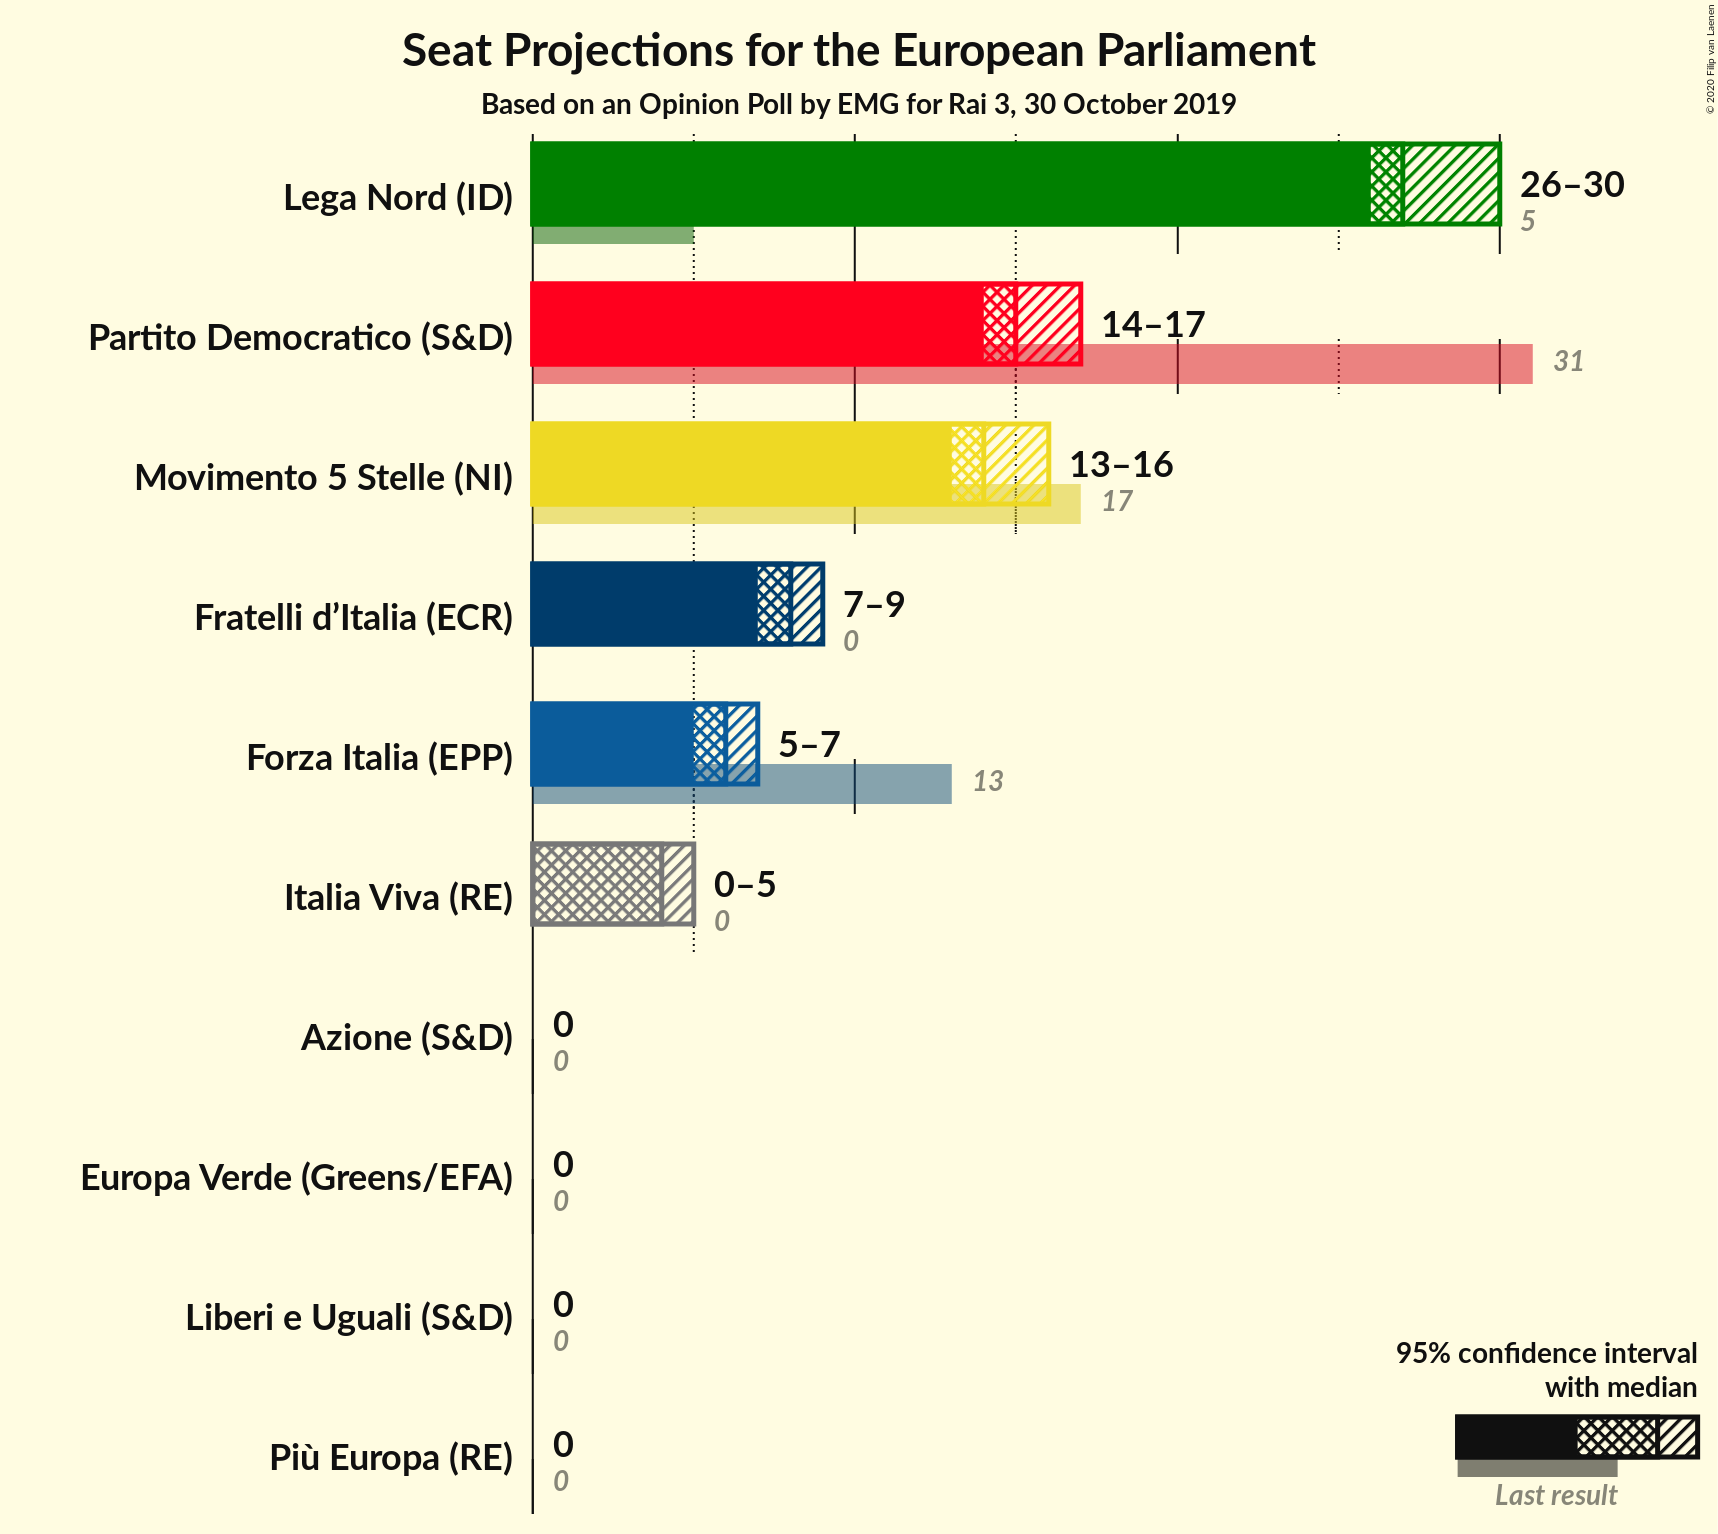 Seat Projections for the European Parliament
Based on an Opinion Poll by EMG for Rai 3, 30 October 2019
© 2020 Filip van Laenen
Lega Nord (ID)
26–30
5
Partito Democratico (S&D)
14–17
31
Movimento 5 Stelle (NI)
13–16
17
Fratelli d’Italia (ECR)
7–9
0
Forza Italia (EPP)
5–7
13
Italia Viva (RE)
0–5
0
Azione (S&D)
0
0
Europa Verde (Greens/EFA)
0
0
Liberi e Uguali (S&D)
0
0
Più Europa (RE)
0
0
95% confidence interval
with median
Last result